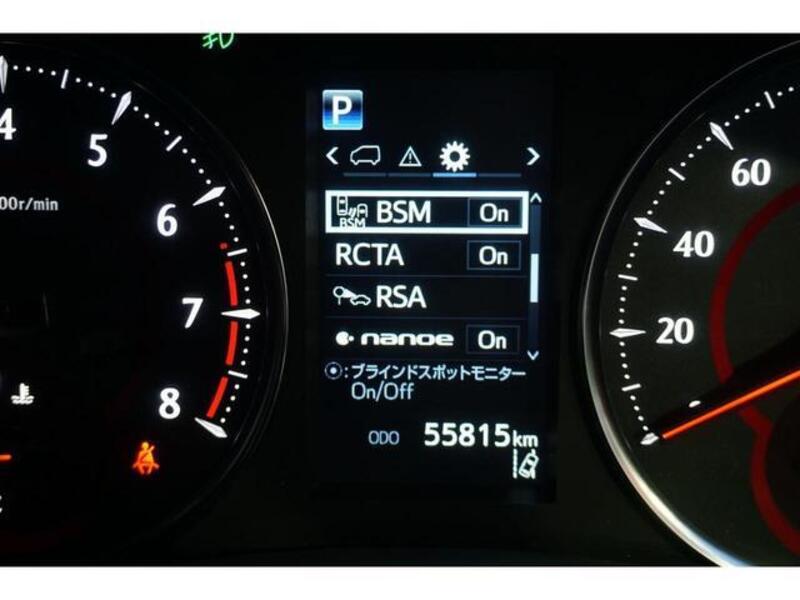 P
4
5
6
7
8
00r/min
BSM BSM On
RCTA On
RSA
nanoe On
:ブラインドスポットモニター
On/Off
ODO 55815km
60
40
20